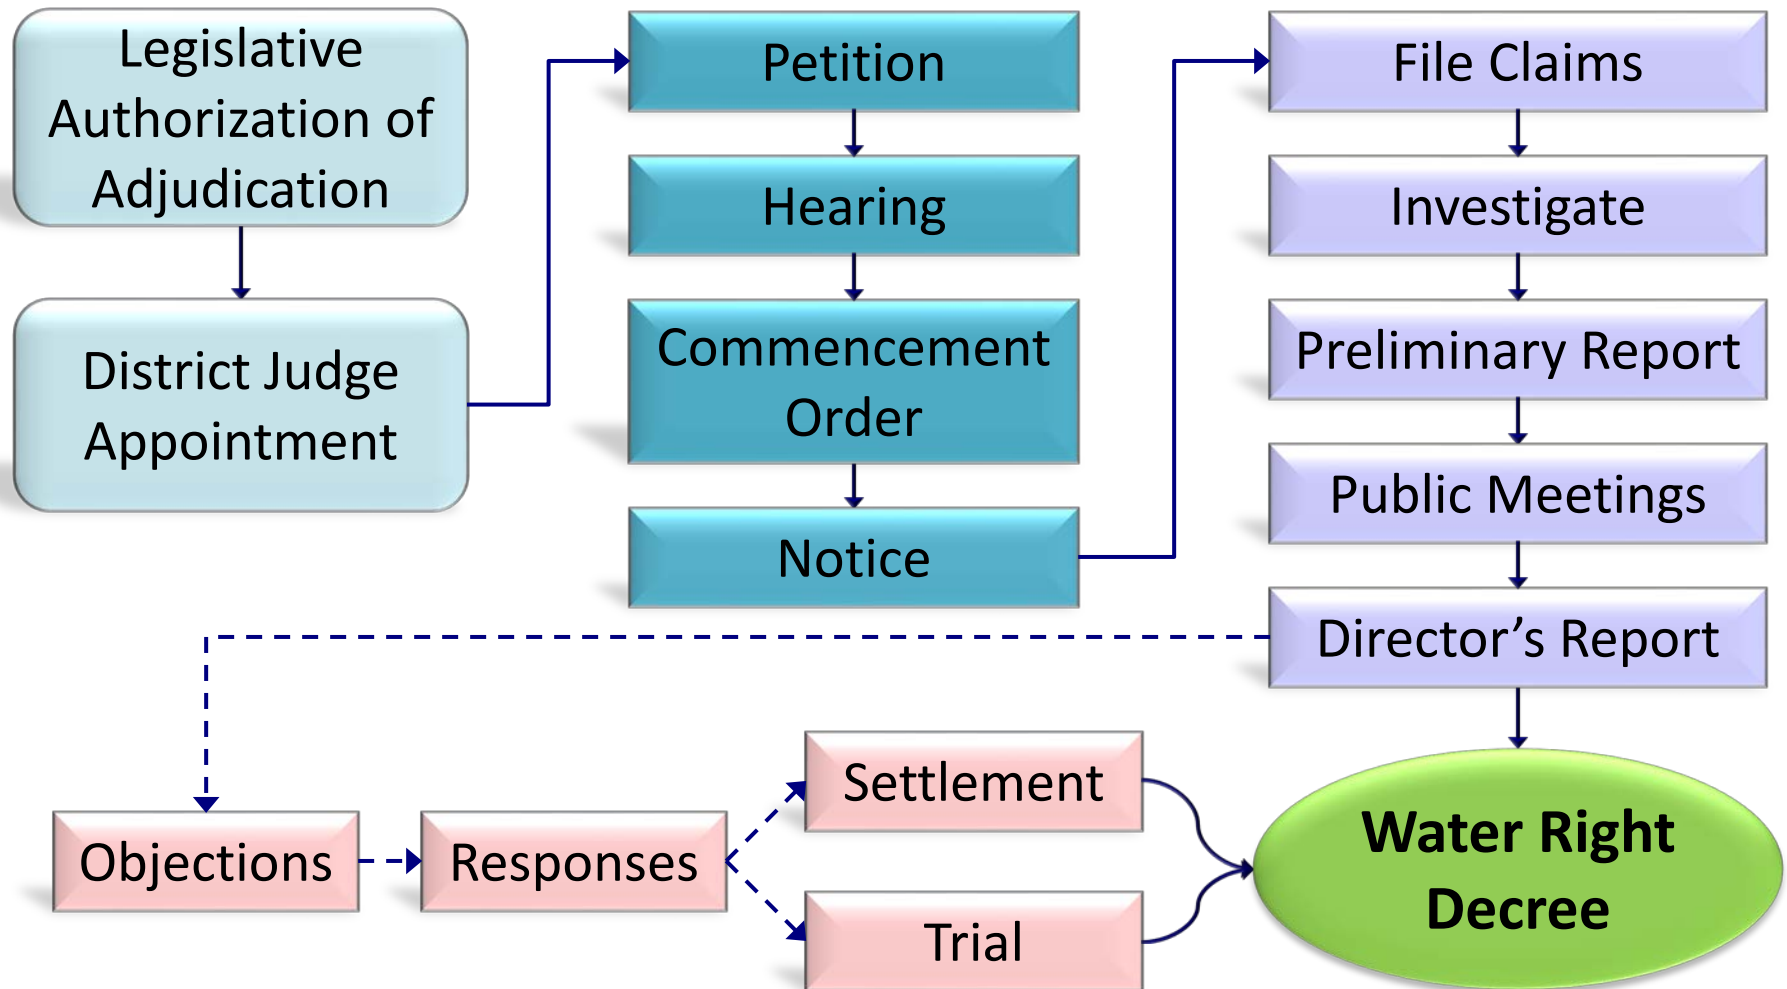 Legislative
Authorization of
Adjudication
District Judge
Appointment
Petition
Hearing
Commencement
Order
Notice
File Claims
Investigate
Preliminary Report
Public Meetings
Director’s Report
Objections
Responses
Settlement
Trial
Water Right
Decree